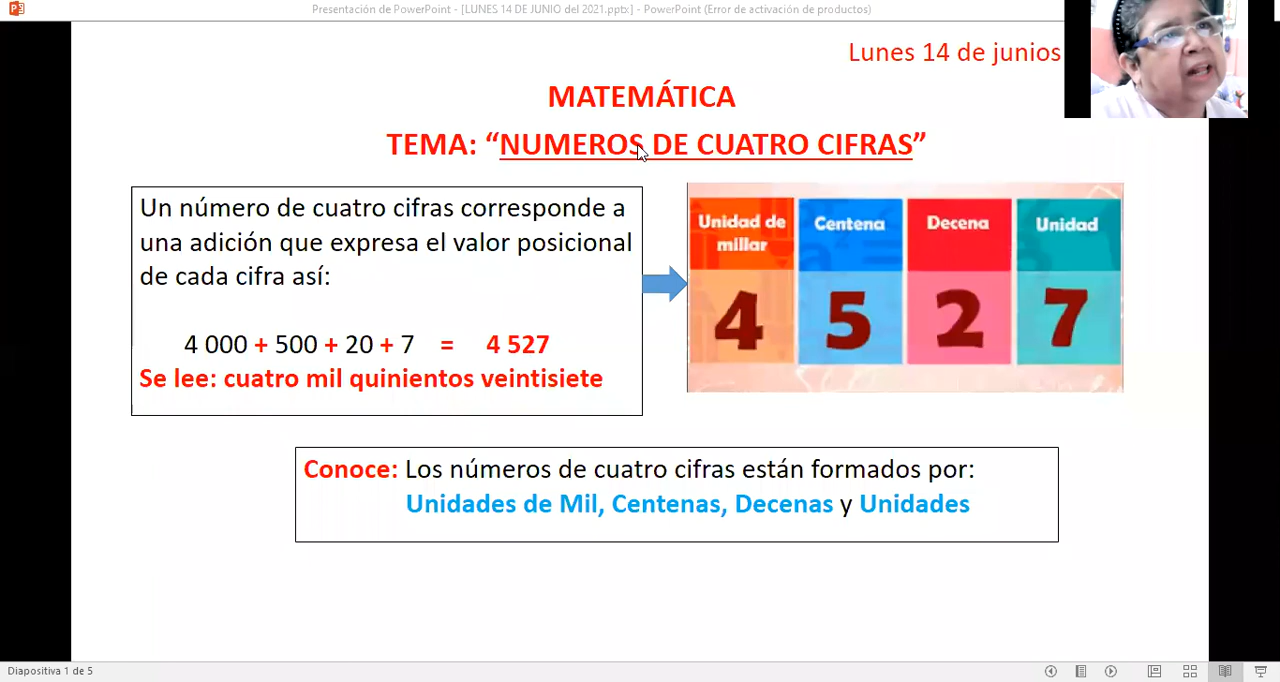 Presentación de PowerPoint - [LUNES 14 DE JUNIO del 2021.pptx] - PowerPoint (Error de activación de productos)
Lunes 14 de junios
MATEMÁTICA
TEMA: “NUMEROS DE CUATRO CIFRAS”
Un número de cuatro cifras corresponde a
una adición que expresa el valor posicional
de cada cifra así:
4 000 + 500 + 20 + 7 = 4 527
Se lee: cuatro mil quinientos veintisiete
Unidad de millar Centena Decena Unidad
4 5 2 7
Conoce: Los números de cuatro cifras están formados por:
Unidades de Mil, Centenas, Decenas y Unidades
Diapositiva 1 de 5